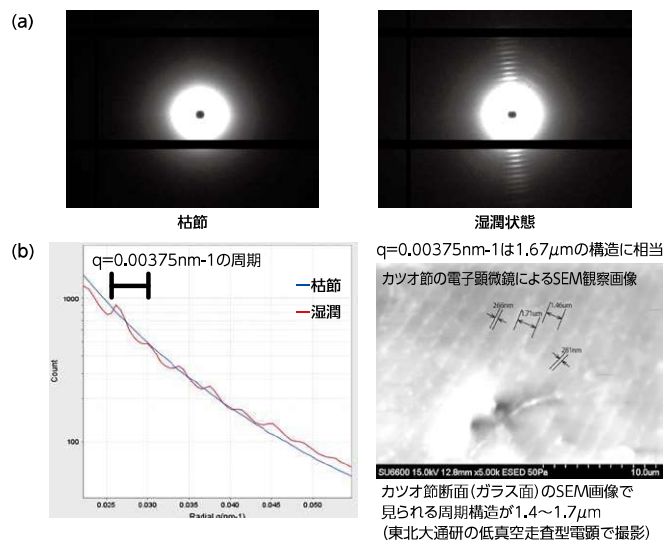 (a)
枯節
湿潤状態
(b)
q=0.00375nm-1の周期
枯節
湿潤
1000
100
Count
0.025
0.030
0.035
0.040
0.045
0.050
Radial q(nm-1)
q=0.00375nm-1は1.67μmの構造に相当
カツオ節の電子顕微鏡によるSEM観察画像
266nm
1.71um
1.46um
281nm
SU6600 15.0kV 12.8mm x5.00k ESED 50Pa
10.0um
カツオ節断面(ガラス面)のSEM画像で
見られる周期構造が1.4〜1.7μm
(東北大通研の低真空走査型電顕で撮影)